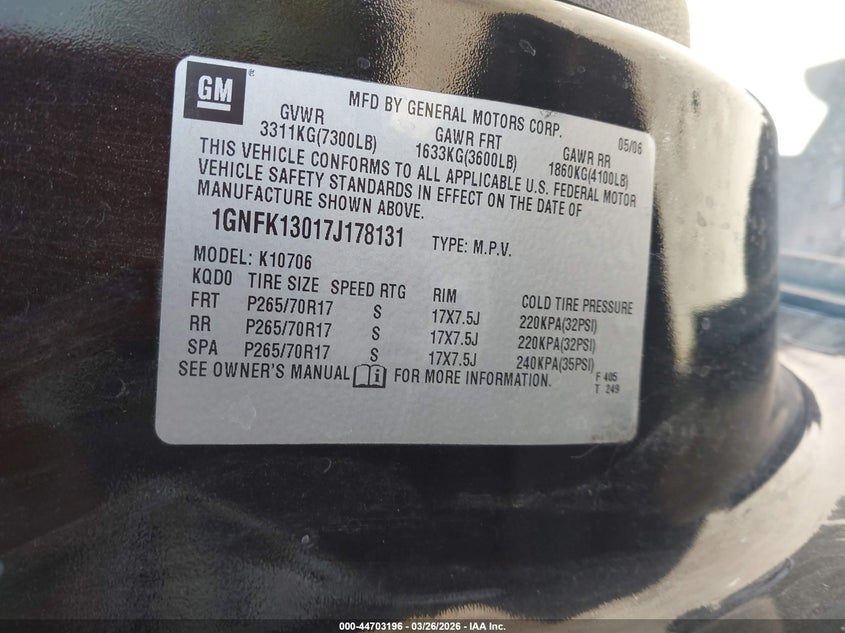 GM
MFD BY GENERAL MOTORS CORP.
05/06
GVWR GAWR FRT GAWR RR
3311KG(7300LB) 1633KG(3600LB) 1860KG(4100LB)
THIS VEHICLE CONFORMS TO ALL APPLICABLE U.S. FEDERAL MOTOR
VEHICLE SAFETY STANDARDS IN EFFECT ON THE DATE OF
MANUFACTURE SHOWN ABOVE.
1GNFK13017J178131 TYPE: M.P.V.
MODEL: K10706
KQD0 TIRE SIZE SPEED RTG RIM COLD TIRE PRESSURE
FRT P265/70R17 S 17X7.5J 220KPA(32PSI)
RR P265/70R17 S 17X7.5J 220KPA(32PSI)
SPA P265/70R17 S 17X7.5J 240KPA(35PSI)
SEE OWNER'S MANUAL FOR MORE INFORMATION.
F 405
T 249
000-44703196 - 03/26/2026 - IAA Inc.